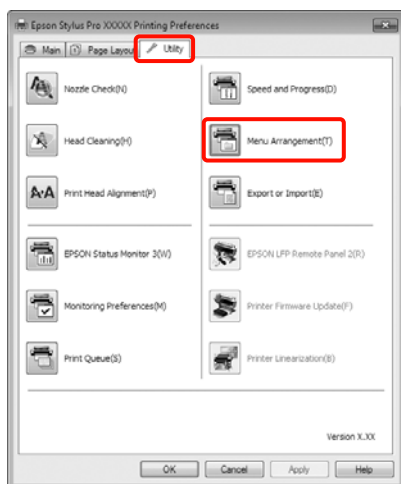 Epson Stylus Pro XXXXX Printing Preferences
Main Page Layout Utility
Nozzle Check(N) Speed and Progress(D)
Head Cleaning(H) Menu Arrangement(T)
A·A Print Head Alignment(P) Export or Import(E)
EPSON Status Monitor 3(W) EPSON LFP Remote Panel 2(R)
Monitoring Preferences(M) Printer Firmware Update(F)
Print Queue(S) Printer Linearization(B)
Version X.XX
OK Cancel Apply Help